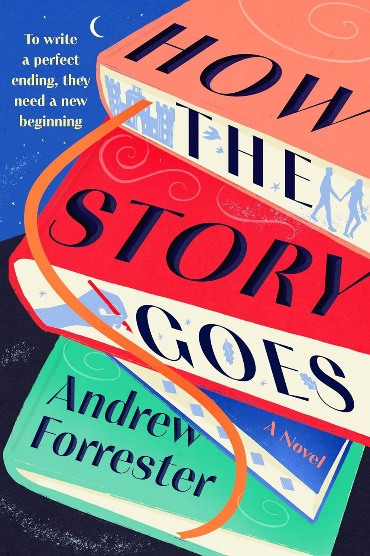 To write
a perfect
ending, they
need a new
beginning
HOW
THE
STORY
GOES
A Novel
Andrew
Forrester